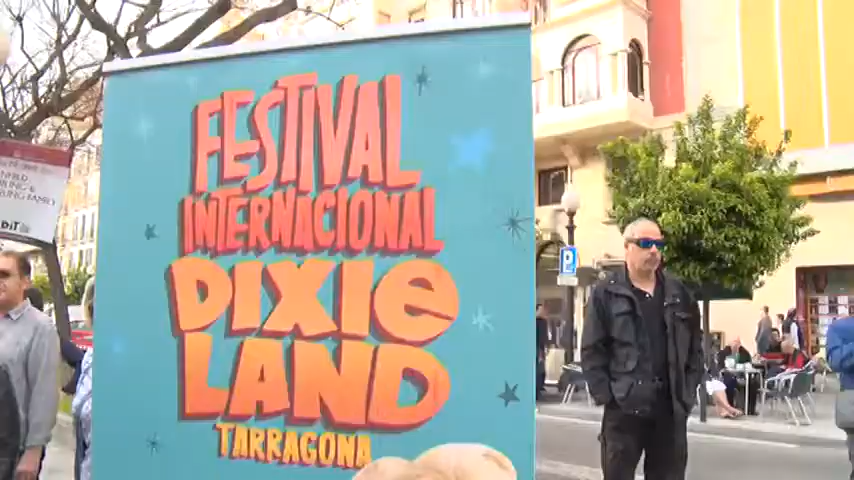 FESTIVAL
INTERNACIONAL
DIXIE
LAND
TARRAGONA
P